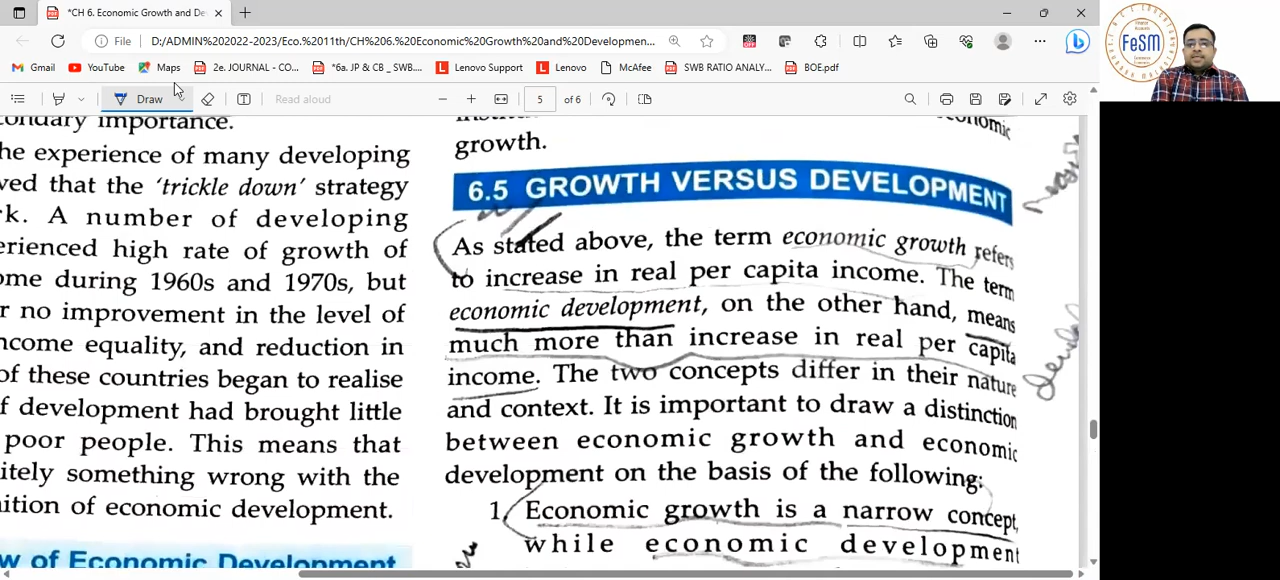 *CH 6. Economic Growth and De
File D:/ADMIN%202022-2023/Eco.%2011th/CH%206.%20Economic%20Growth%20and%20Developmen...
Gmail YouTube Maps 2e. JOURNAL - CO... *6a. JP & CB _ SWB.... Lenovo Support Lenovo McAfee SWB RATIO ANALY... BOE.pdf
Draw Read aloud 5 of 6
FeSM
secondary importance.
he experience of many developing
ved that the 'trickle down' strategy
rk. A number of developing
erienced high rate of growth of
ome during 1960s and 1970s, but
r no improvement in the level of
ncome equality, and reduction in
of these countries began to realise
f development had brought little
poor people. This means that
itely something wrong with the
nition of economic development.
w of Economic Development
economic
growth.
6.5 GROWTH VERSUS DEVELOPMENT
As stated above, the term economic growth refers
to increase in real per capita income. The term
economic development, on the other hand, means
much more than increase in real per capita
income. The two concepts differ in their nature
and context. It is important to draw a distinction
between economic growth and economic
development on the basis of the following:
1. Economic growth is a narrow concept,
while economic development